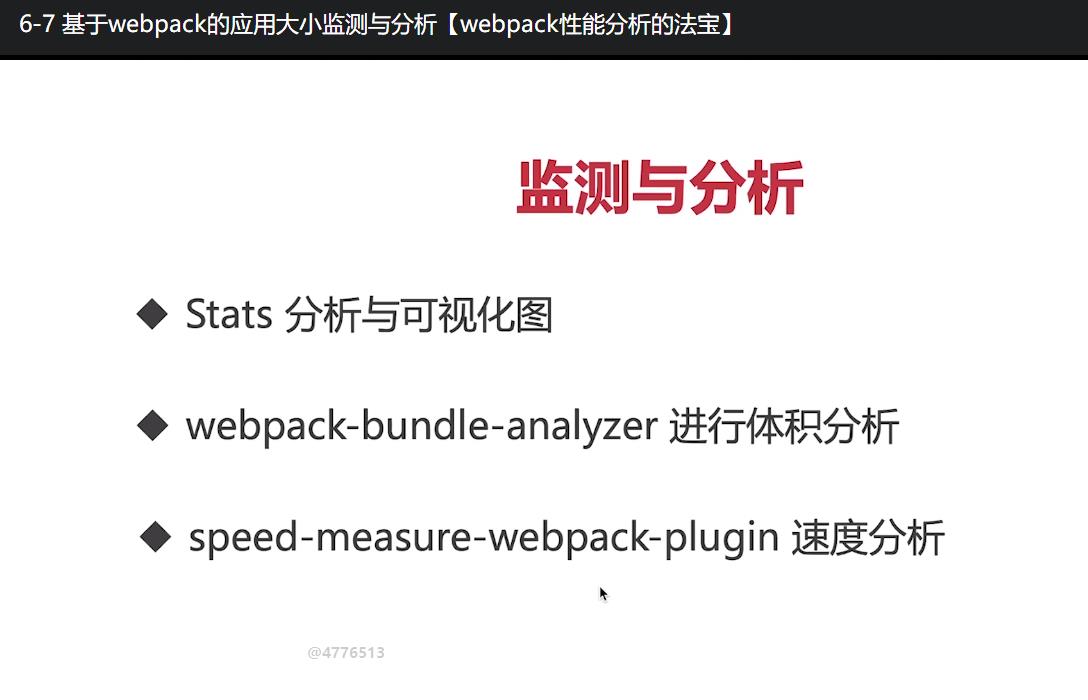 6-7 基于webpack的应用大小监测与分析【webpack性能分析的法宝】
监测与分析
◆ Stats 分析与可视化图
◆ webpack-bundle-analyzer 进行体积分析
◆ speed-measure-webpack-plugin 速度分析
@4776513